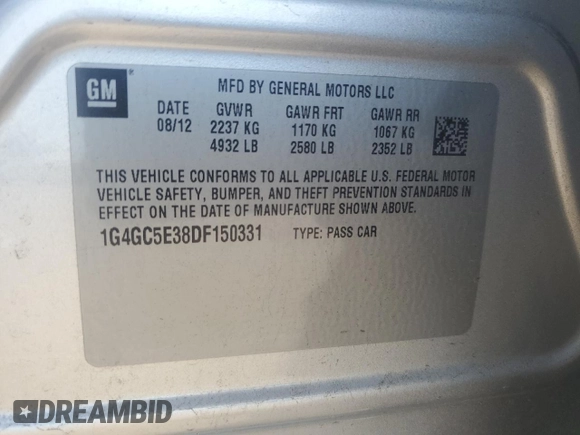 GM
MFD BY GENERAL MOTORS LLC
DATE GVWR GAWR FRT GAWR RR
08/12 2237 KG 1170 KG 1067 KG
4932 LB 2580 LB 2352 LB
THIS VEHICLE CONFORMS TO ALL APPLICABLE U.S. FEDERAL MOTOR
VEHICLE SAFETY, BUMPER, AND THEFT PREVENTION STANDARDS IN
EFFECT ON THE DATE OF MANUFACTURE SHOWN ABOVE.
1G4GC5E38DF150331 TYPE: PASS CAR
DREAMBID